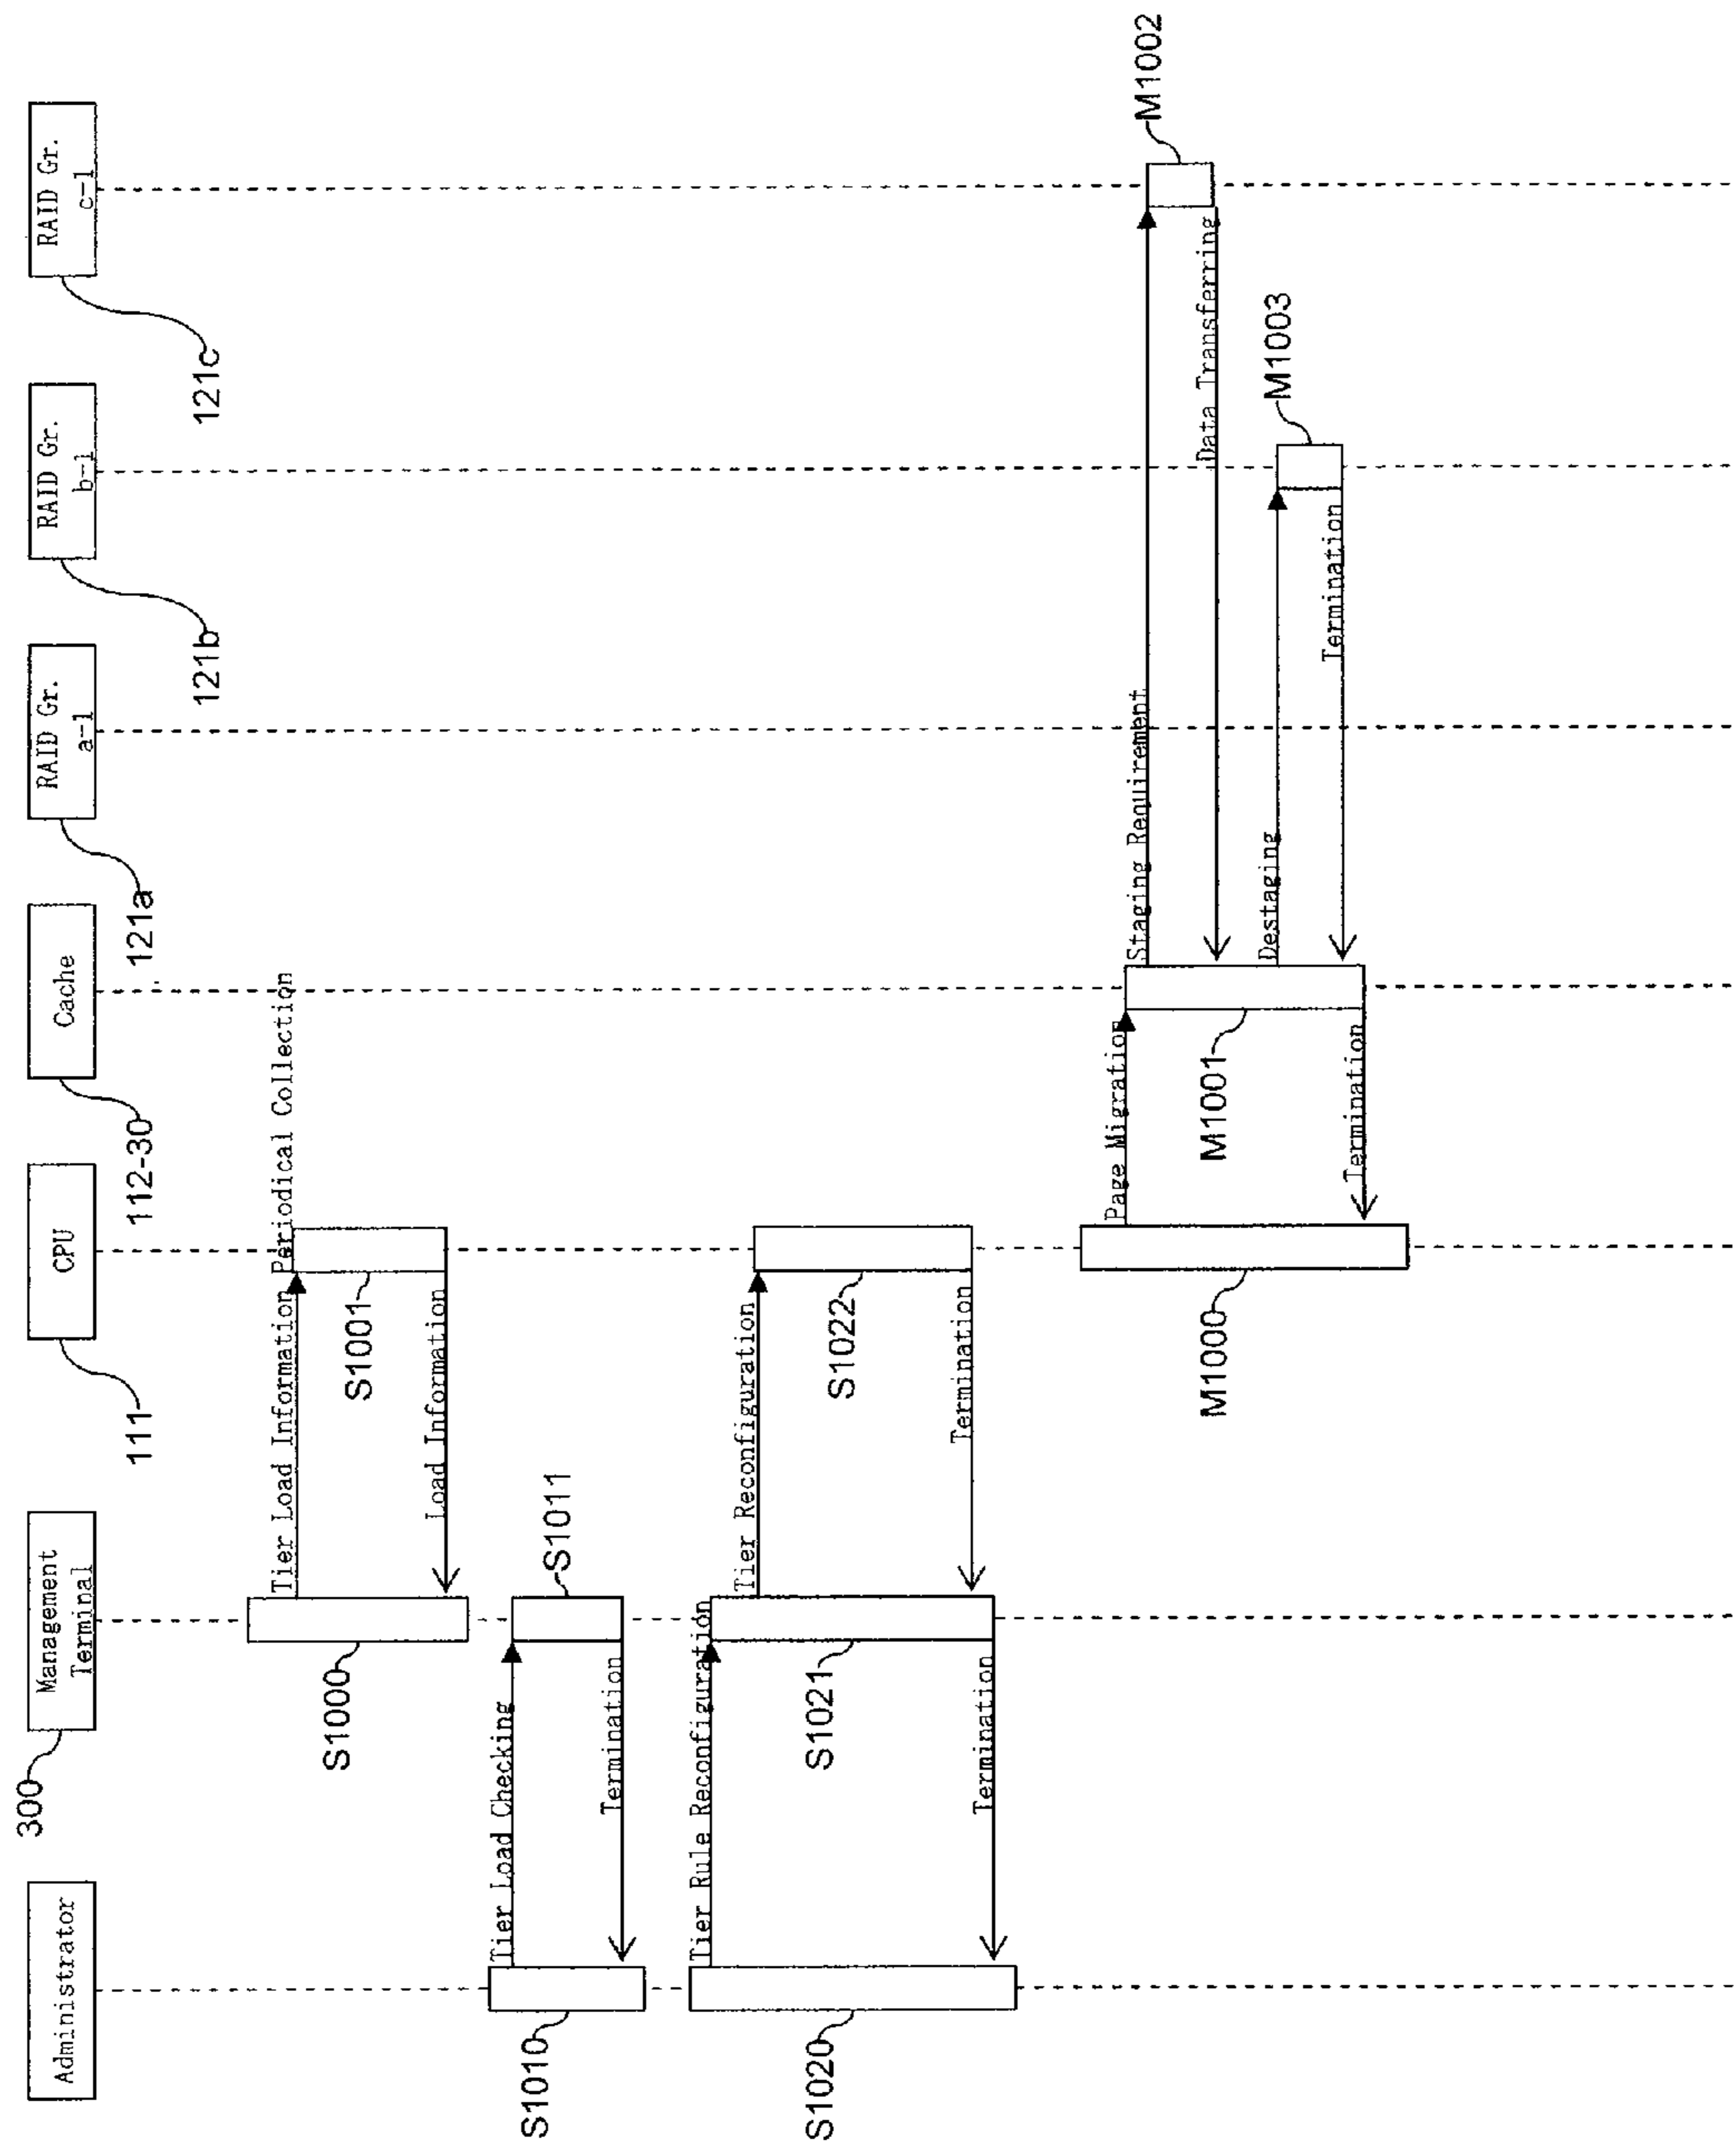 Administrator
Management
Terminal
CPU
Cache
RAID Gr.
a-1
RAID Gr.
b-1
RAID Gr.
c-1
300
111
112-30
121a
121b
121c
Tier Load Information Periodical Collection
S1000
S1001
Load Information
Tier Load Checking
S1010
S1011
Termination
Tier Rule Reconfiguration
Tier Reconfiguration
S1020
S1021
S1022
Termination
Termination
Page Migration
Staging Requirement
M1002
M1000
M1001
Data Transferring
Destaging
M1003
Termination
Termination